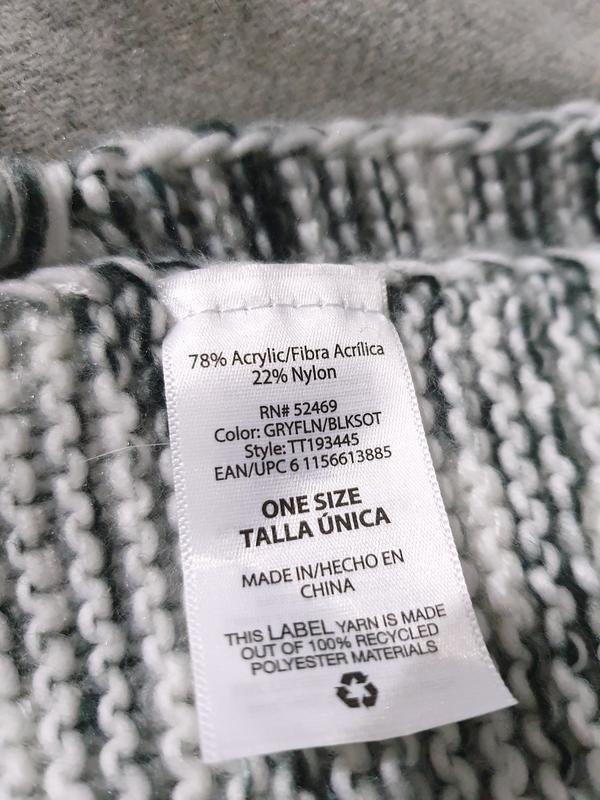 78% Acrylic/Fibra Acrílica
22% Nylon
RN# 52469
Color: GRYFLN/BLKSOT
Style: TT193445
EAN/UPC 6 1156613885
ONE SIZE
TALLA ÚNICA
MADE IN/HECHO EN
CHINA
THIS LABEL YARN IS MADE
OUT OF 100% RECYCLED
POLYESTER MATERIALS